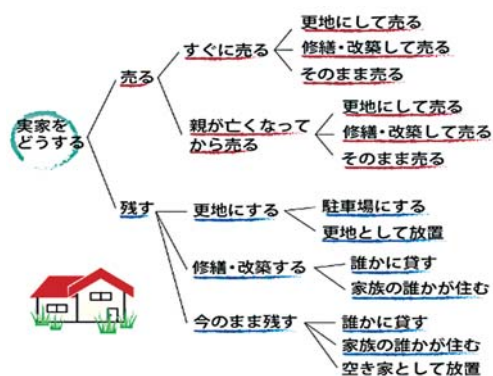 実家を
どうする
売る
すぐに売る
更地にして売る
修繕・改築して売る
そのまま売る
親が亡くなって
から売る
更地にして売る
修繕・改築して売る
そのまま売る
残す
更地にする
駐車場にする
更地として放置
修繕・改築する
誰かに貸す
家族の誰かが住む
今のまま残す
誰かに貸す
家族の誰かが住む
空き家として放置